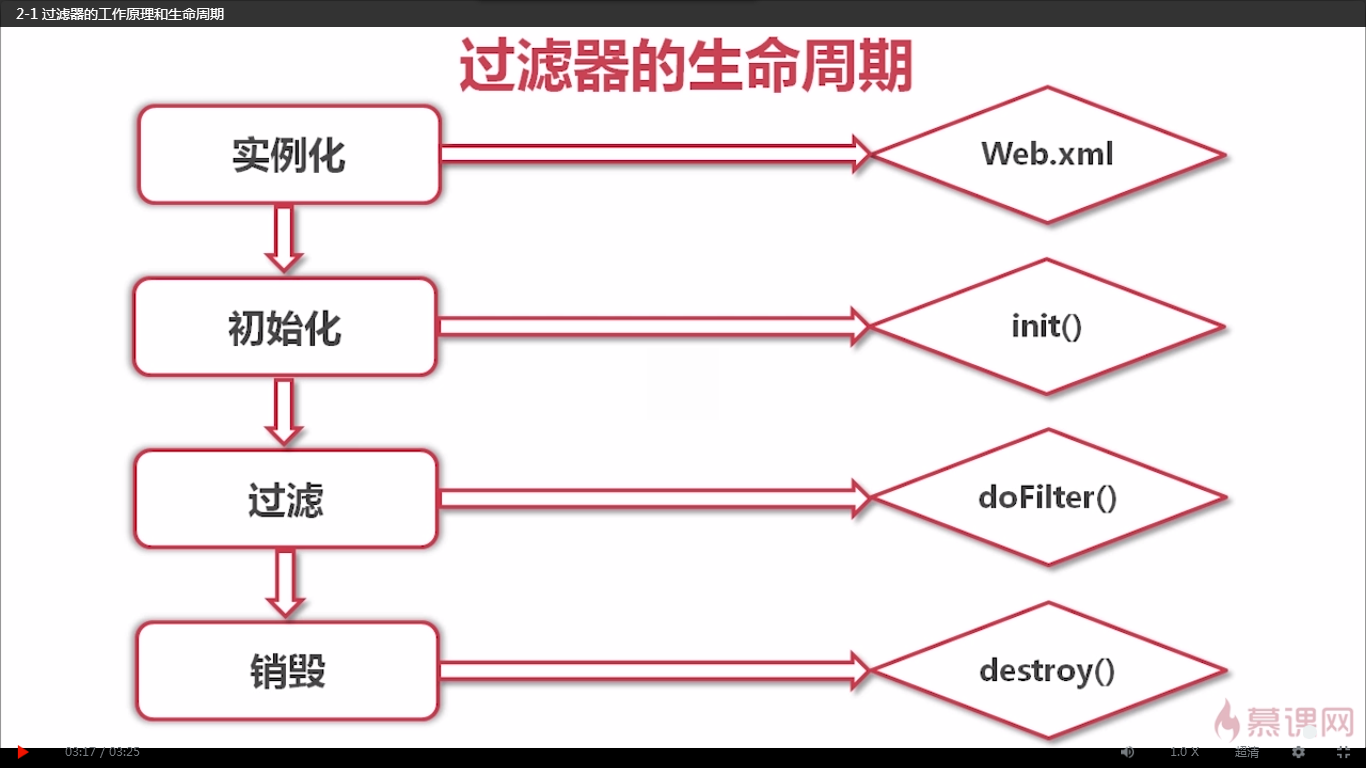 2-1 过滤器的工作原理和生命周期
过滤器的生命周期
实例化
Web.xml
初始化
init()
过滤
doFilter()
销毁
destroy()
慕课网
03:17 / 03:25
1.0 X
超清